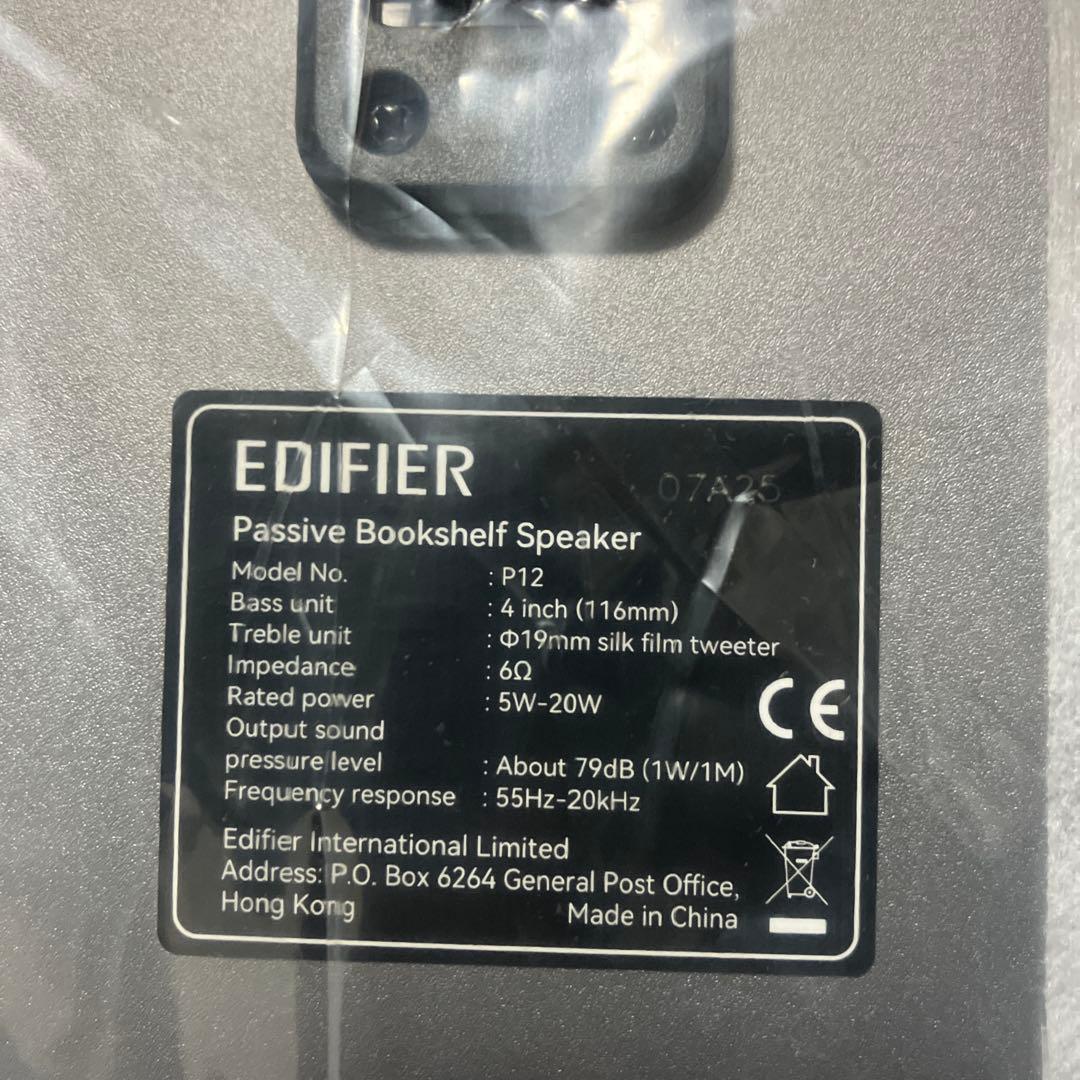 EDIFIER
07A25
Passive Bookshelf Speaker
Model No. : P12
Bass unit : 4 inch (116mm)
Treble unit : Φ19mm silk film tweeter
Impedance : 6Ω
Rated power : 5W-20W
Output sound
pressure level : About 79dB (1W/1M)
Frequency response : 55Hz-20kHz
CE
Edifier International Limited
Address: P.O. Box 6264 General Post Office,
Hong Kong
Made in China